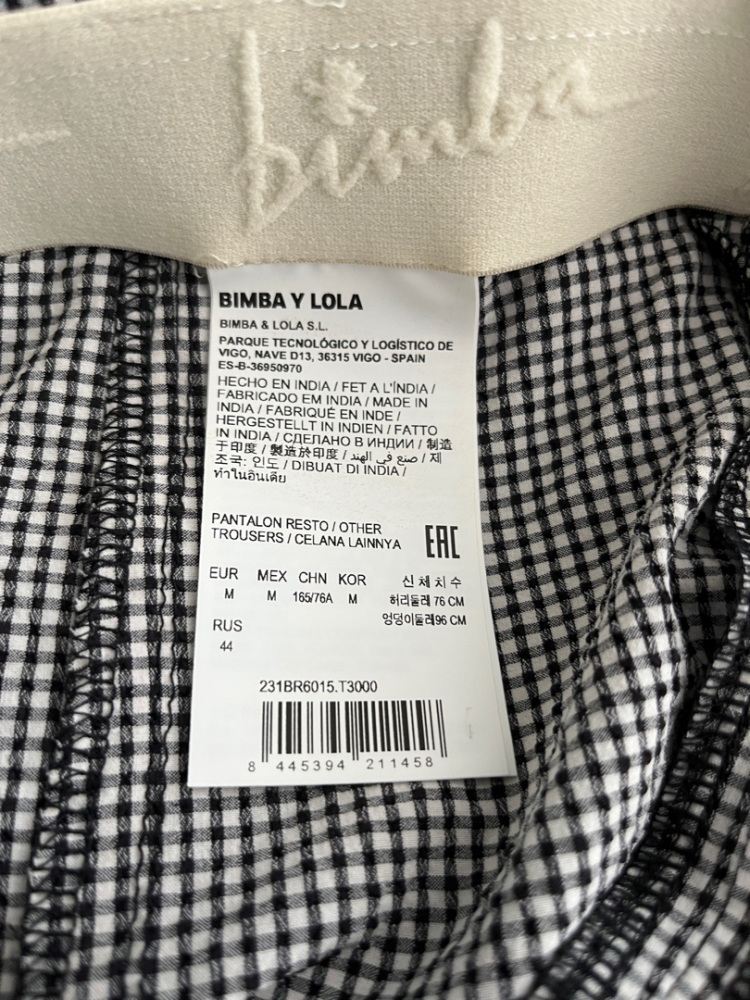 bimba
BIMBA Y LOLA
BIMBA & LOLA S.L.
PARQUE TECNOLÓGICO Y LOGÍSTICO DE
VIGO, NAVE D13, 36315 VIGO - SPAIN
ES-B-36950970
HECHO EN INDIA / FET A L'ÍNDIA /
FABRICADO EM INDIA / MADE IN
INDIA / FABRIQUÉ EN INDE /
HERGESTELLT IN INDIEN / FATTO
IN INDIA / СДЕЛАНО В ИНДИИ / 制造
于印度 / 製造於印度 / صنع في الهند / 제
조국: 인도 / DIBUAT DI INDIA /
ทำในอินเดีย
PANTALON RESTO / OTHER
TROUSERS / CELANA LAINNYA
EAC
EUR MEX CHN KOR 신체치수
M M 165/76A M 허리둘레 76 CM
RUS 엉덩이둘레96 CM
44
231BR6015.T3000
8 445394 211458